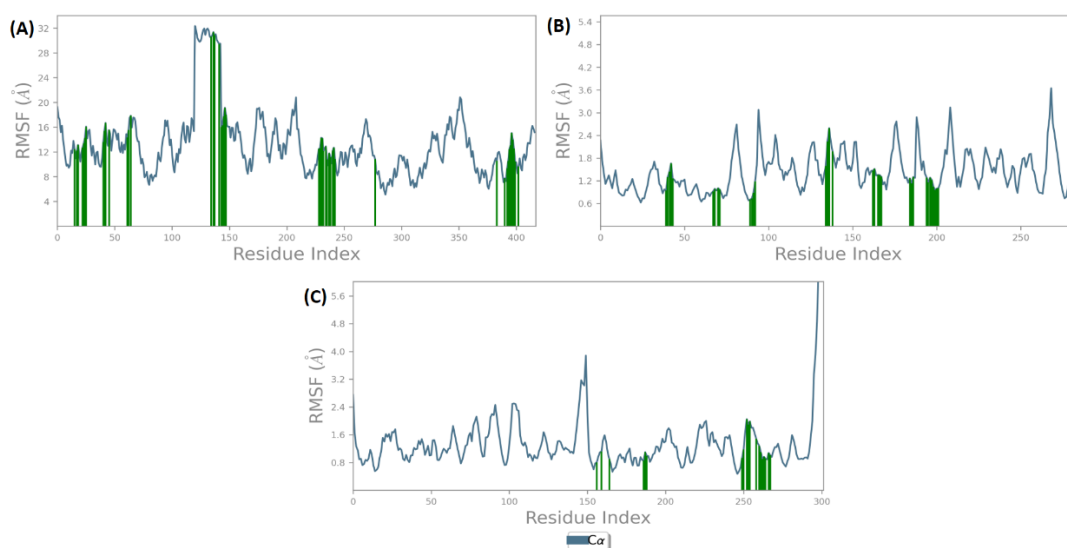 (A)
RMSF (Å)
32
28
24
20
16
12
8
4
0 50 100 150 200 250 300 350 400
Residue Index
(B)
RMSF (Å)
5.4
4.8
4.2
3.6
3.0
2.4
1.8
1.2
0.6
0 50 100 150 200 250
Residue Index
(C)
RMSF (Å)
5.6
4.8
4.0
3.2
2.4
1.6
0.8
0 50 100 150 200 250 300
Residue Index
Cα